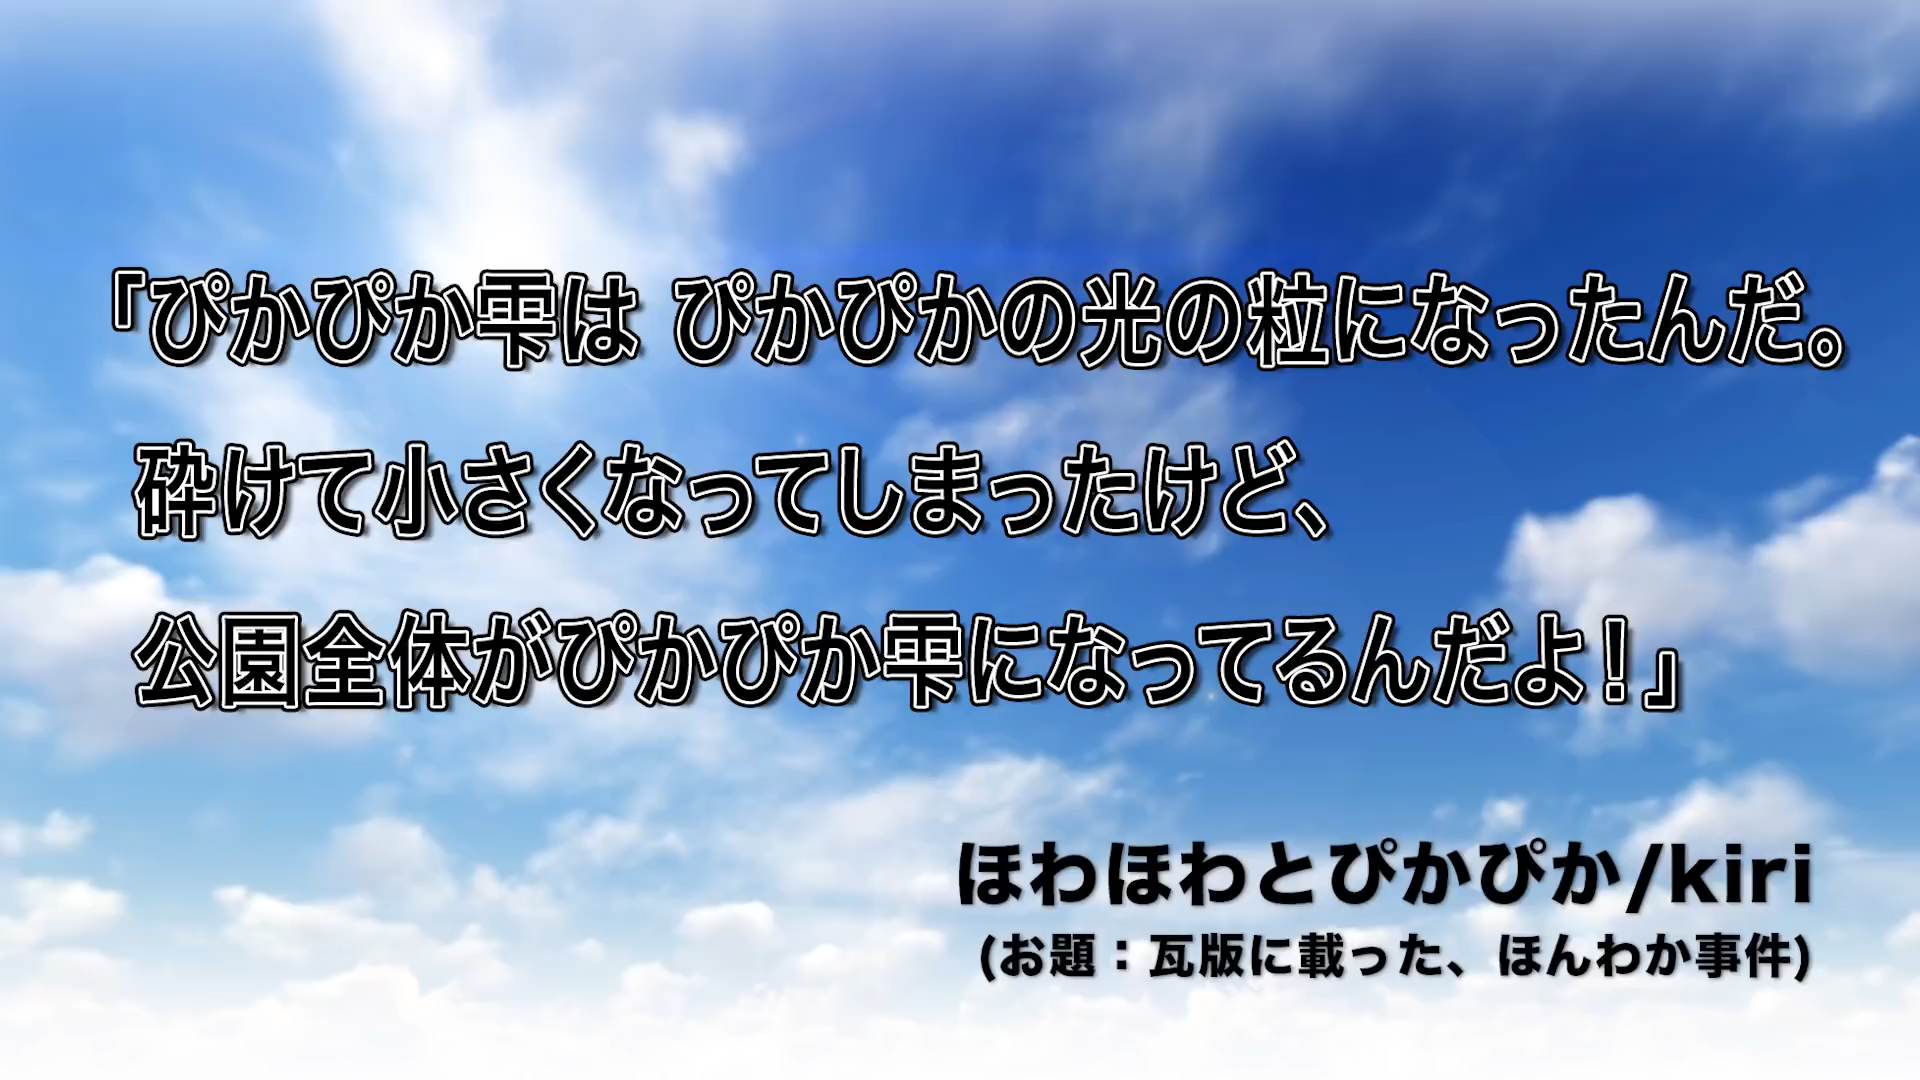 「ぴかぴか雫は ぴかぴかの光の粒になったんだ。
砕けて小さくなってしまったけど、
公園全体がぴかぴか雫になってるんだよ!」
ほわほわとぴかぴか/kiri
(お題：瓦版に載った、ほんわか事件)